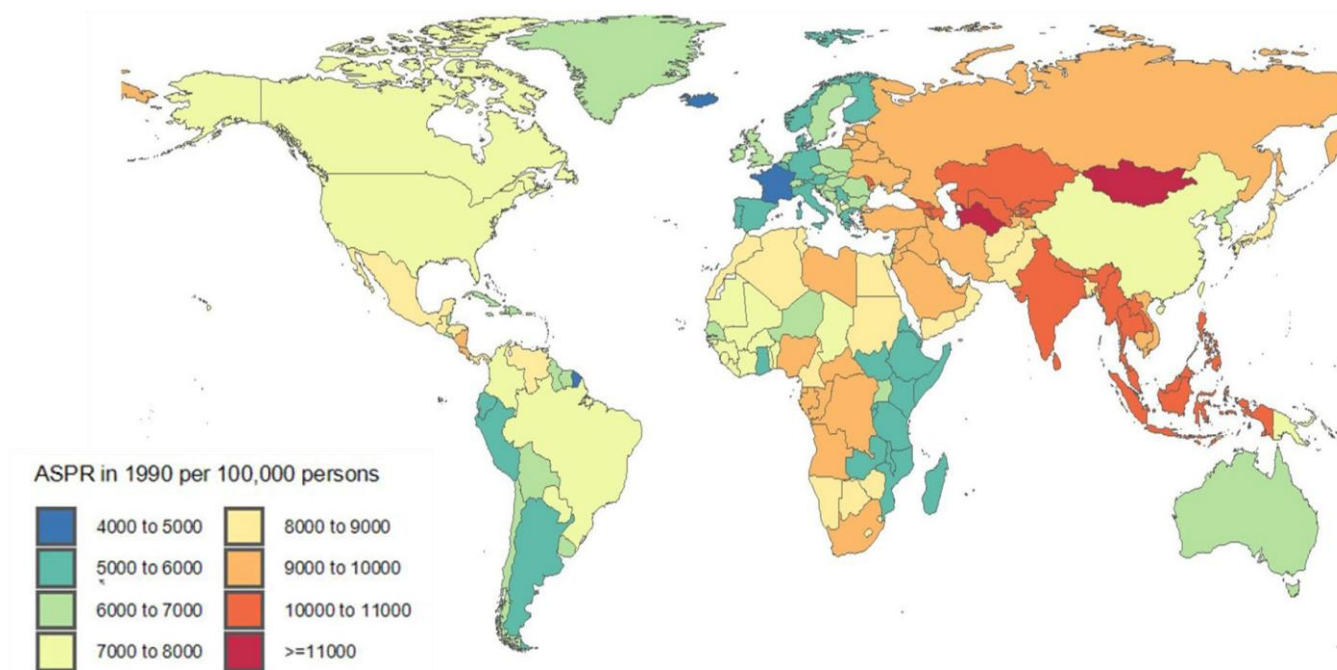 ASPR in 1990 per 100,000 persons
4000 to 5000
8000 to 9000
5000 to 6000
9000 to 10000
6000 to 7000
10000 to 11000
7000 to 8000
>=11000